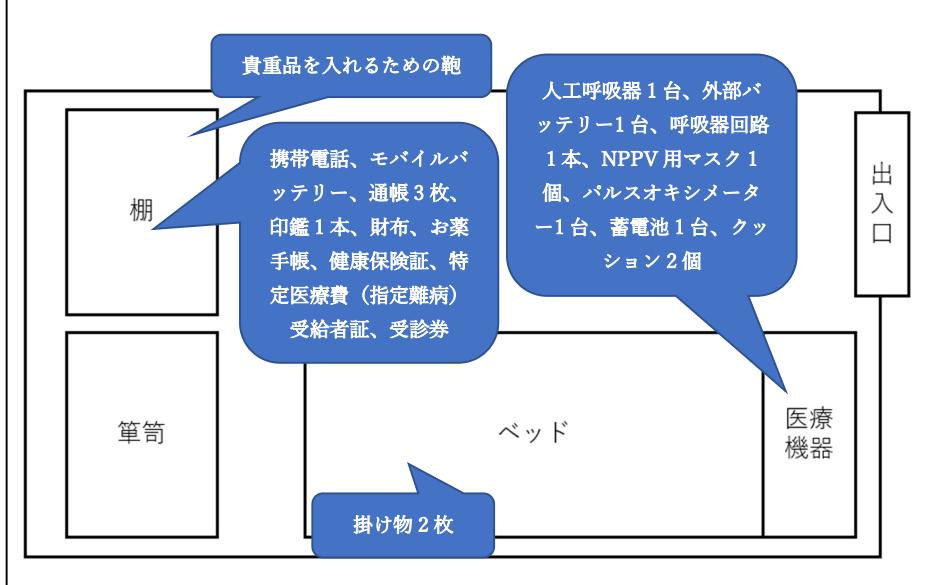 貴重品を入れるための鞄
人工呼吸器1台、外部バ
ッテリー1台、呼吸器回路
1本、NPPV用マスク1
個、パルスオキシメータ
ー1台、蓄電池1台、クッ
ション2個
携帯電話、モバイルバ
ッテリー、通帳3枚、
印鑑1本、財布、お薬
手帳、健康保険証、特
定医療費（指定難病）
受給者証、受診券
棚
出
入
口
箪笥
ベッド
医療
機器
掛け物2枚